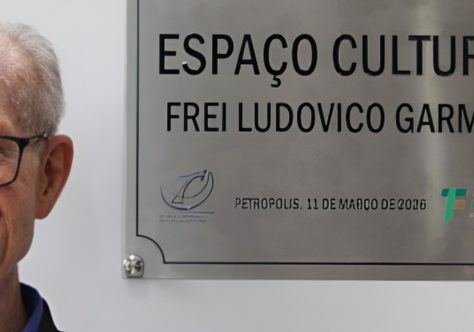 ESPAÇO CULTUR
FREI LUDOVICO GARM
PETRÓPOLIS, 11 DE MARÇO DE 2026